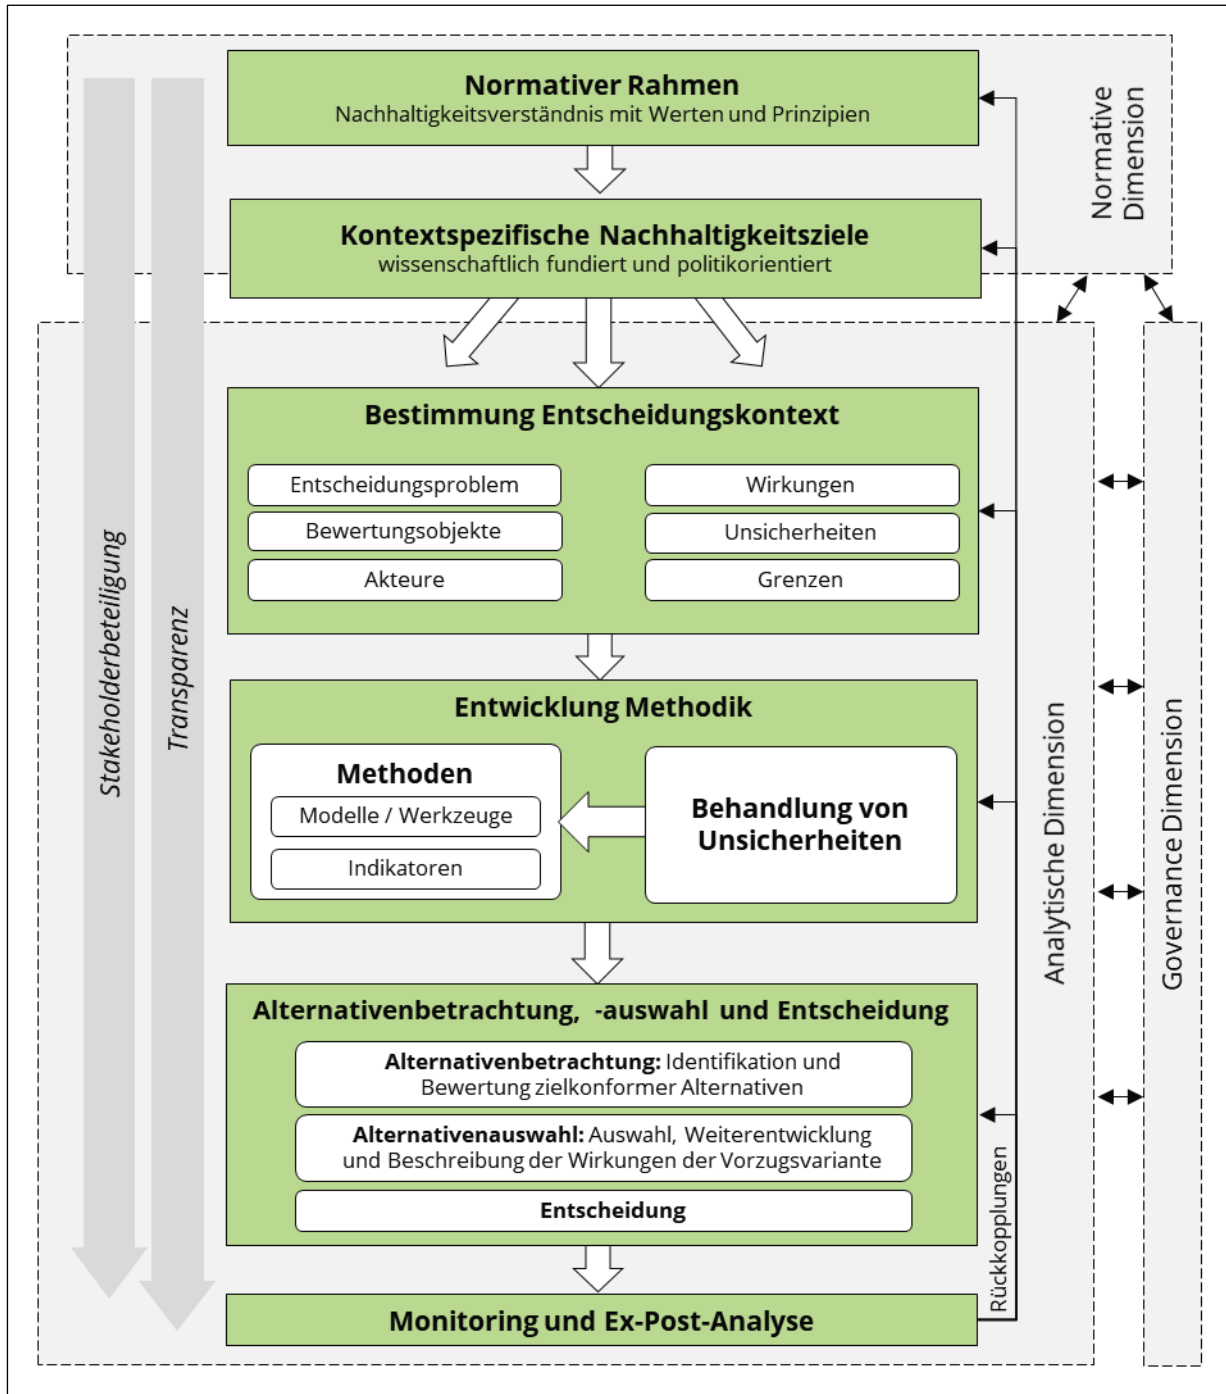 Normativer Rahmen
Nachhaltigkeitsverständnis mit Werten und Prinzipien
Normative
Dimension
Kontextspezifische Nachhaltigkeitsziele
wissenschaftlich fundiert und politikorientiert
Stakeholderbeteiligung
Transparenz
Bestimmung Entscheidungskontext
Entscheidungsproblem
Bewertungsobjekte
Akteure
Wirkungen
Unsicherheiten
Grenzen
Entwicklung Methodik
Methoden
Modelle / Werkzeuge
Indikatoren
Behandlung von
Unsicherheiten
Analytische Dimension
Governance Dimension
Alternativenbetrachtung, -auswahl und Entscheidung
Alternativenbetrachtung: Identifikation und
Bewertung zielkonformer Alternativen
Alternativenauswahl: Auswahl, Weiterentwicklung
und Beschreibung der Wirkungen der Vorzugsvariante
Entscheidung
Rückkopplungen
Monitoring und Ex-Post-Analyse